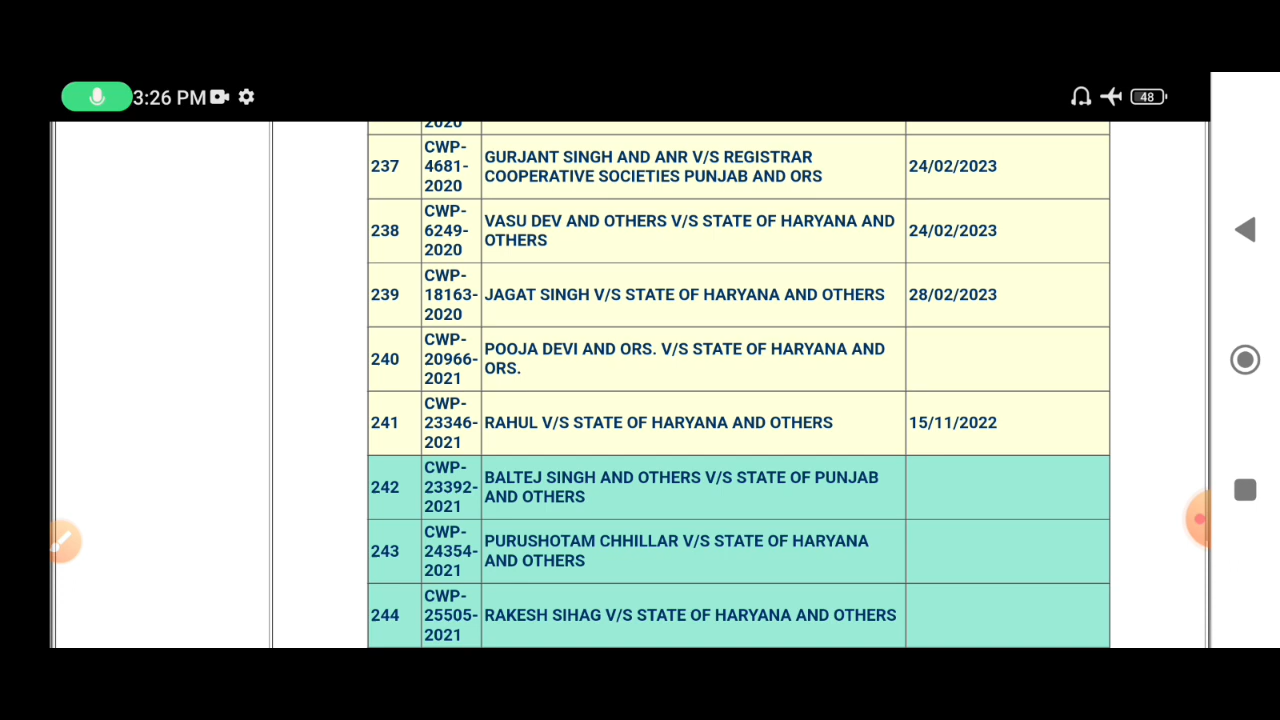 3:26 PM
48
2020
237
CWP-
4681-
2020
GURJANT SINGH AND ANR V/S REGISTRAR
COOPERATIVE SOCIETIES PUNJAB AND ORS
24/02/2023
238
CWP-
6249-
2020
VASU DEV AND OTHERS V/S STATE OF HARYANA AND
OTHERS
24/02/2023
239
CWP-
18163-
2020
JAGAT SINGH V/S STATE OF HARYANA AND OTHERS
28/02/2023
240
CWP-
20966-
2021
POOJA DEVI AND ORS. V/S STATE OF HARYANA AND
ORS.
241
CWP-
23346-
2021
RAHUL V/S STATE OF HARYANA AND OTHERS
15/11/2022
242
CWP-
23392-
2021
BALTEJ SINGH AND OTHERS V/S STATE OF PUNJAB
AND OTHERS
243
CWP-
24354-
2021
PURUSHOTAM CHHILLAR V/S STATE OF HARYANA
AND OTHERS
244
CWP-
25505-
2021
RAKESH SIHAG V/S STATE OF HARYANA AND OTHERS